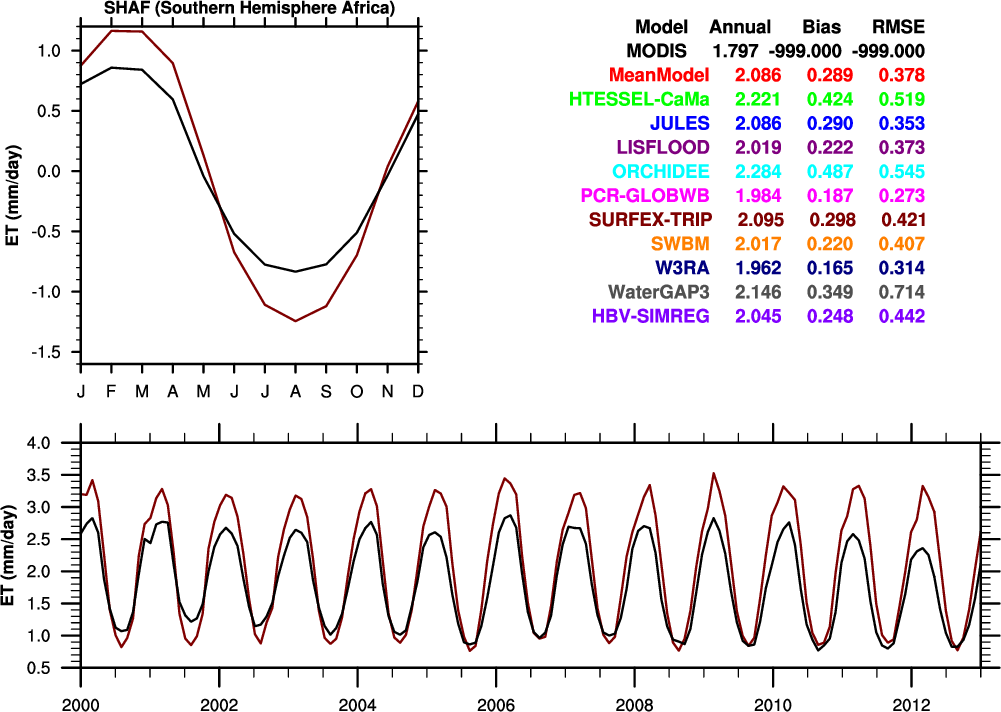 SHAF (Southern Hemisphere Africa)
ET (mm/day)
1.0
0.5
0.0
-0.5
-1.0
-1.5
J F M A M J J A S O N D
Model Annual Bias RMSE
MODIS 1.797 -999.000 -999.000
MeanModel 2.086 0.289 0.378
HTESSEL-CaMa 2.221 0.424 0.519
JULES 2.086 0.290 0.353
LISFLOOD 2.019 0.222 0.373
ORCHIDEE 2.284 0.487 0.545
PCR-GLOBWB 1.984 0.187 0.273
SURFEX-TRIP 2.095 0.298 0.421
SWBM 2.017 0.220 0.407
W3RA 1.962 0.165 0.314
WaterGAP3 2.146 0.349 0.714
HBV-SIMREG 2.045 0.248 0.442
ET (mm/day)
4.0
3.5
3.0
2.5
2.0
1.5
1.0
0.5
2000 2002 2004 2006 2008 2010 2012